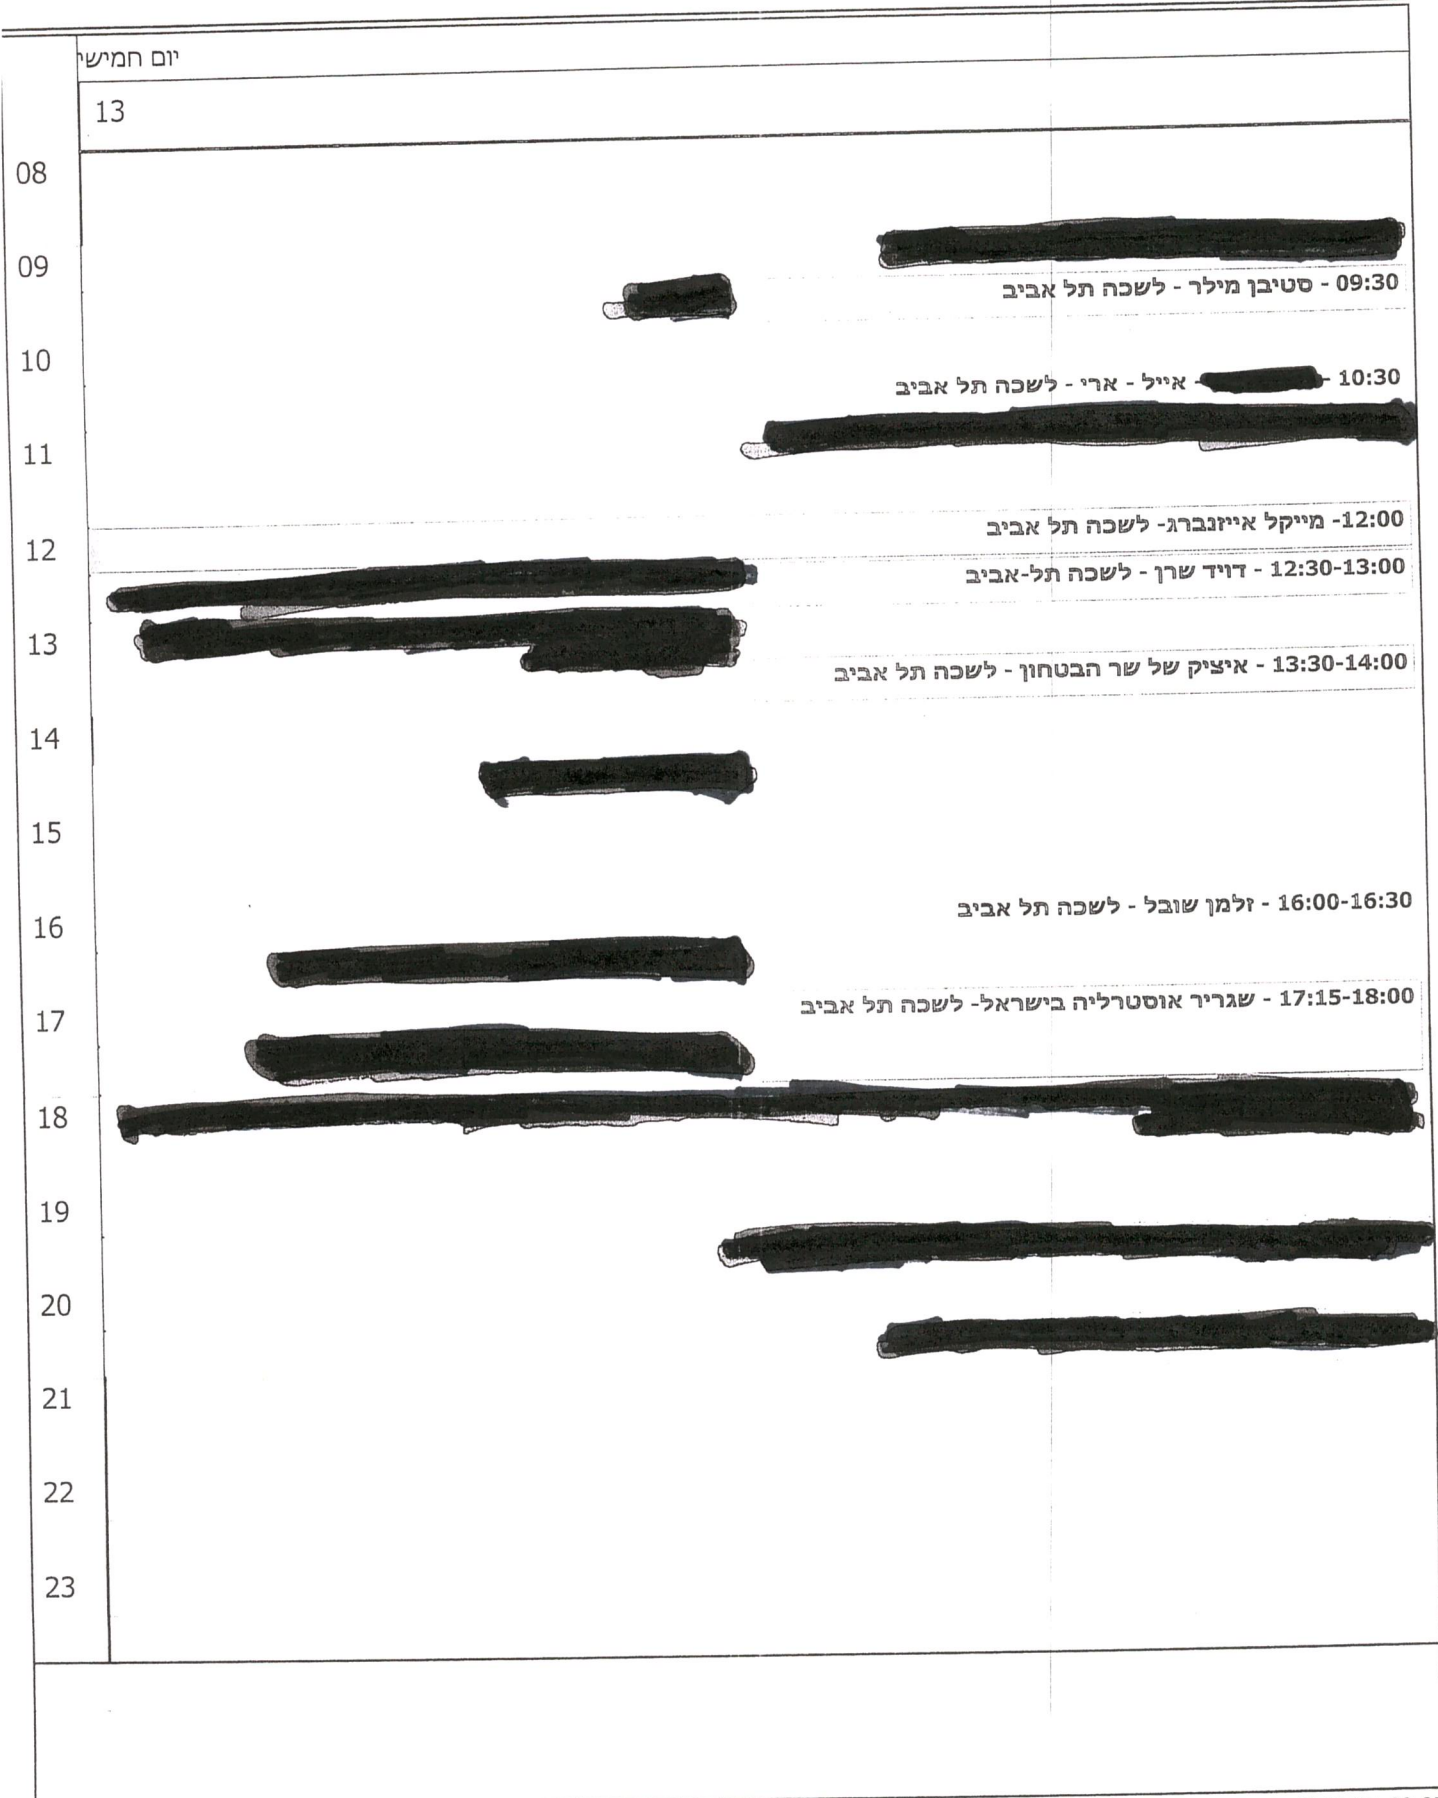 יום חמישי
13
08
09
09:30 - סטיבן מילר - לשכה תל אביב
10
10:30 - - אייל - ארי - לשכה תל אביב
11
12:00- מייקל אייזנברג- לשכה תל אביב
12
12:30-13:00 - דויד שרן - לשכה תל-אביב
13
13:30-14:00 - איציק של שר הבטחון - לשכה תל אביב
14
15
16:00-16:30 - זלמן שובל - לשכה תל אביב
16
17:15-18:00 - שגריר אוסטרליה בישראל- לשכה תל אביב
17
18
19
20
21
22
23